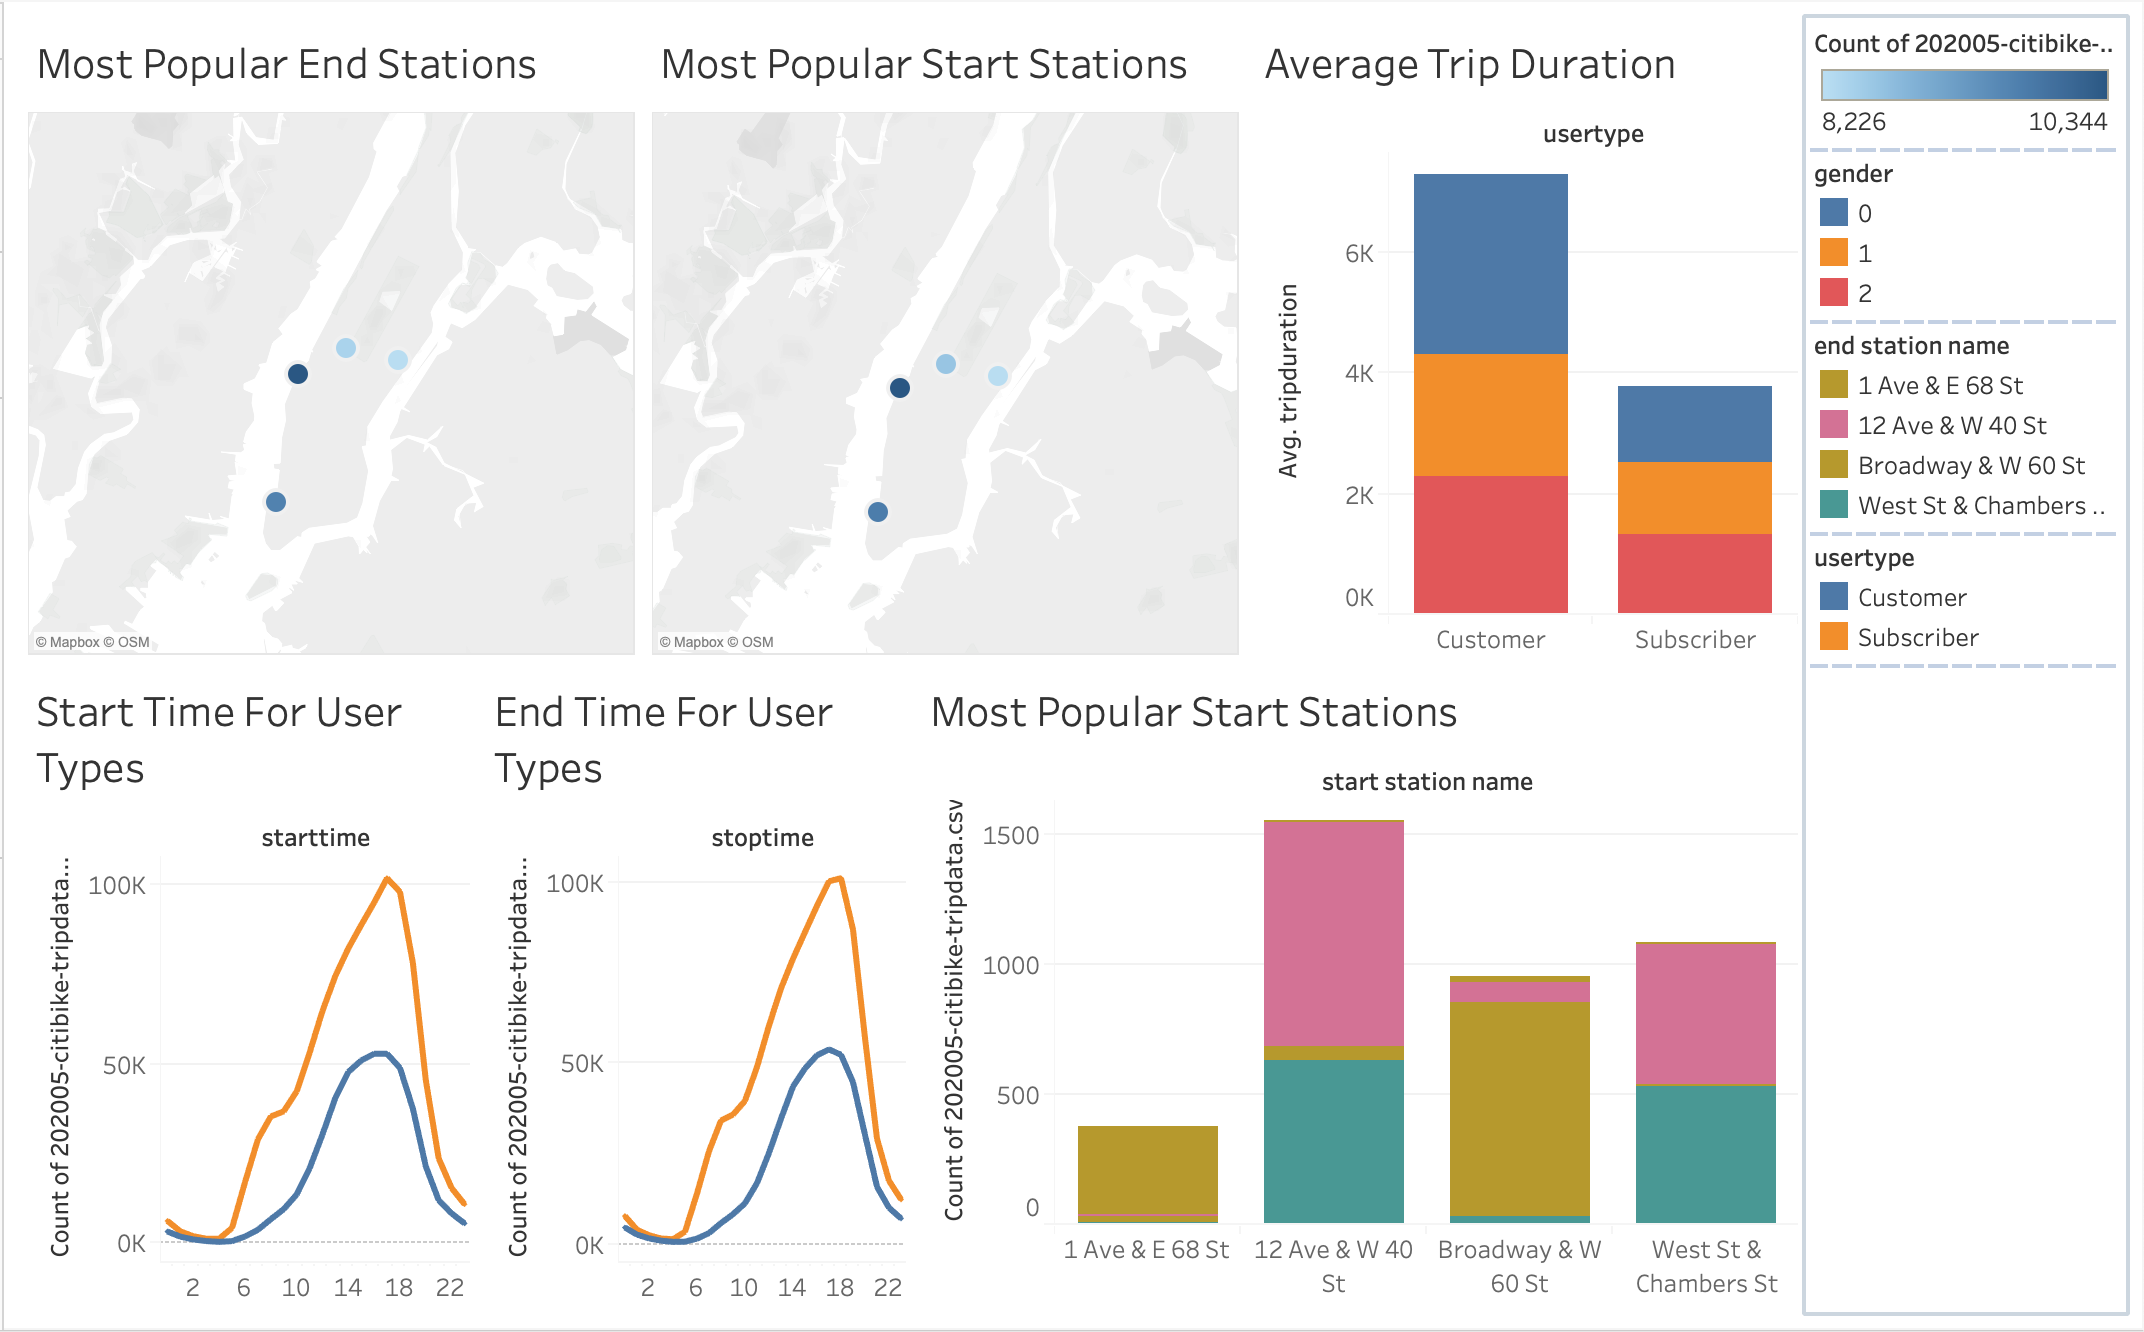 Most Popular End Stations
© Mapbox © OSM
Most Popular Start Stations
© Mapbox © OSM
Average Trip Duration
usertype
Avg. tripduration
6K
4K
2K
0K
Customer
Subscriber
Count of 202005-citibike-..
8,226
10,344
gender
0
1
2
end station name
1 Ave & E 68 St
12 Ave & W 40 St
Broadway & W 60 St
West St & Chambers ..
usertype
Customer
Subscriber
Start Time For User
Types
starttime
Count of 202005-citibike-tripdata...
100K
50K
0K
2
6
10
14
18
22
End Time For User
Types
stoptime
Count of 202005-citibike-tripdata...
100K
50K
0K
2
6
10
14
18
22
Most Popular Start Stations
start station name
Count of 202005-citibike-tripdata.csv
1500
1000
500
0
1 Ave & E 68 St
12 Ave & W 40
St
Broadway & W
60 St
West St &
Chambers St